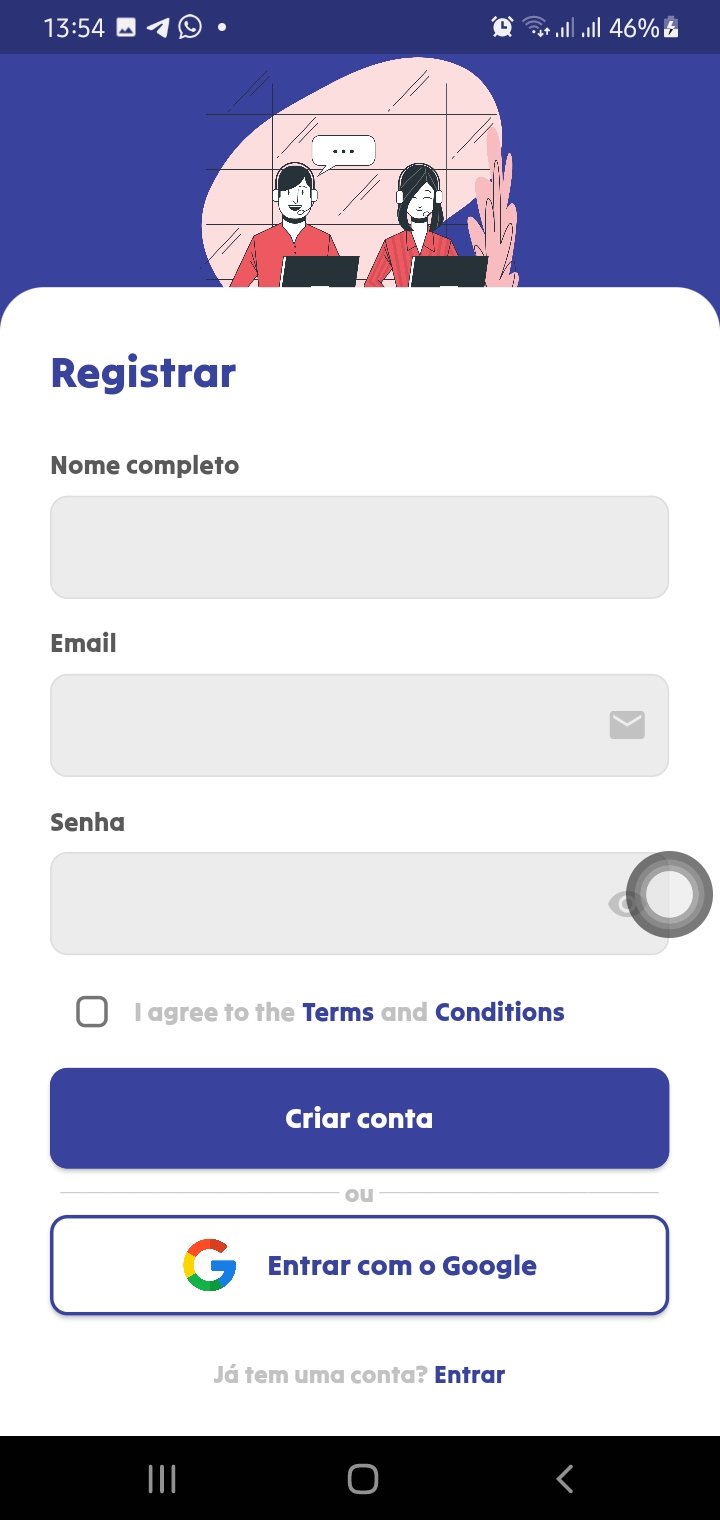 13:54
46%
Registrar
Nome completo
Email
Senha
I agree to the Terms and Conditions
Criar conta
ou
Entrar com o Google
Já tem uma conta? Entrar